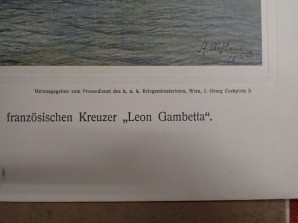 Herausgegeben vom Pressedienst des k. u. k. Kriegsministeriums, Wien, I. Georg Cochplatz 3.
französischen Kreuzer „Leon Gambetta".